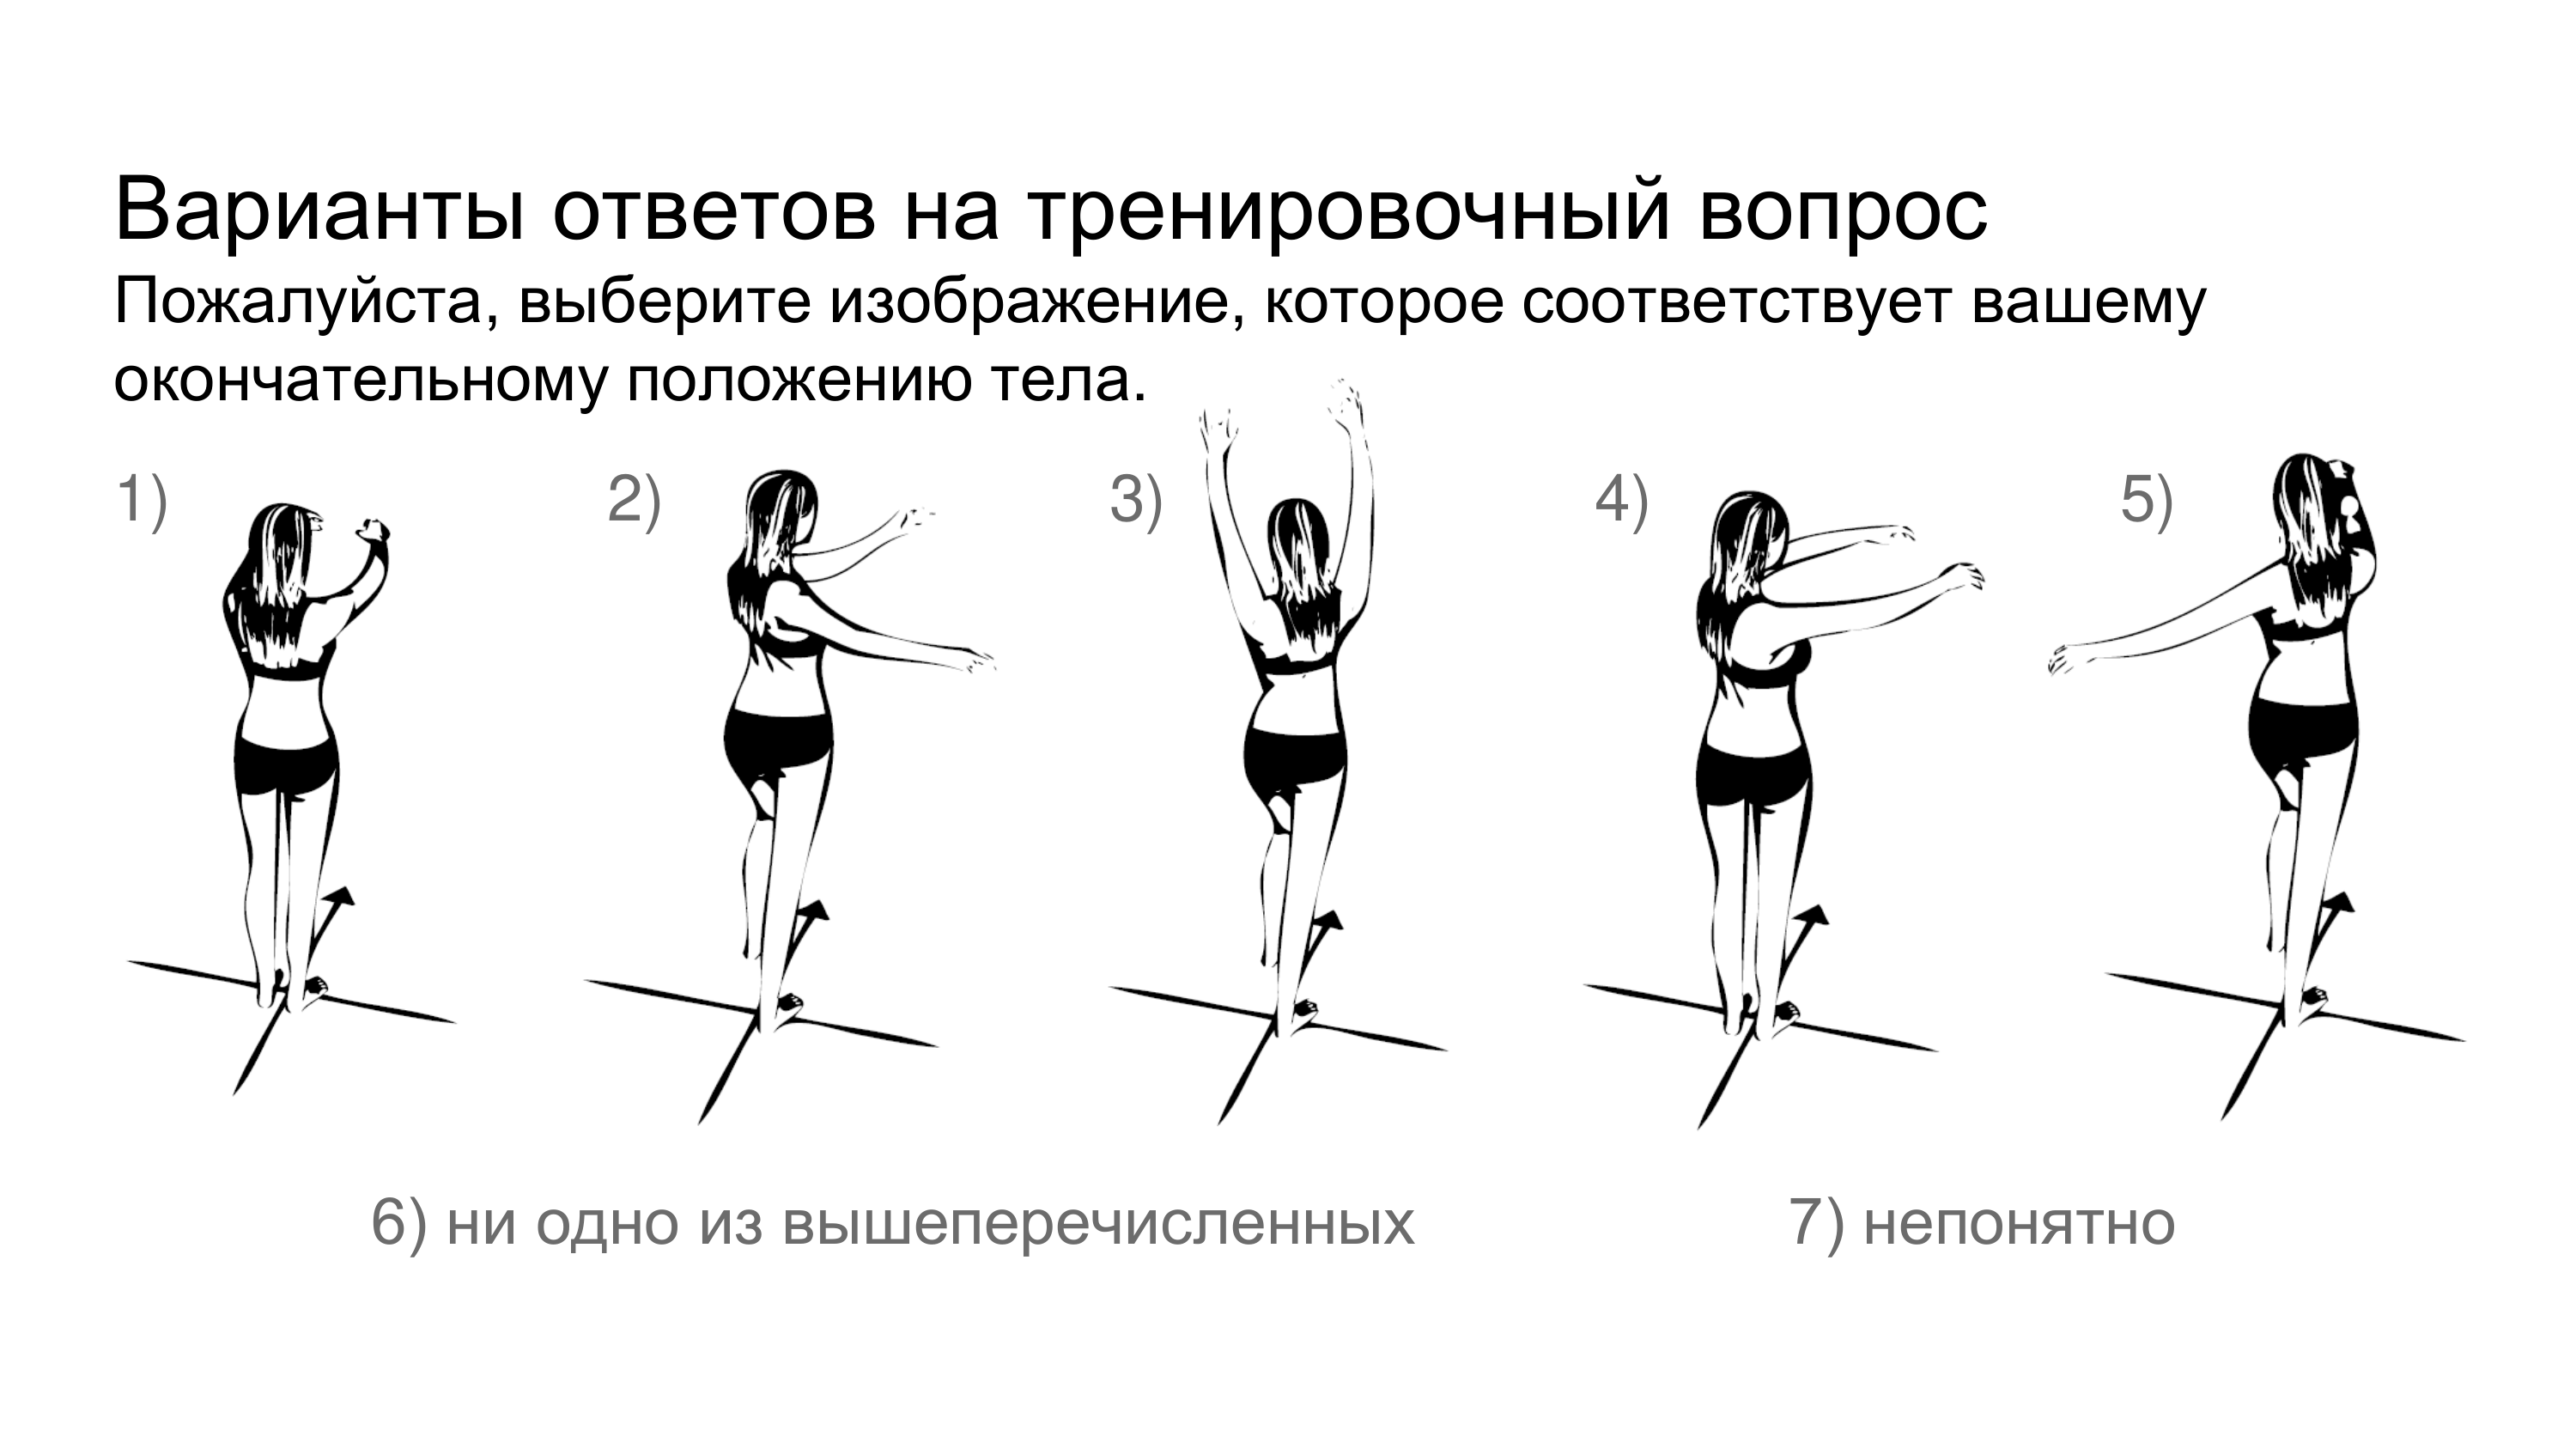 Варианты ответов на тренировочный вопрос
Пожалуйста, выберите изображение, которое соответствует вашему
окончательному положению тела.
1)
2)
3)
4)
5)
6) ни одно из вышеперечисленных
7) непонятно